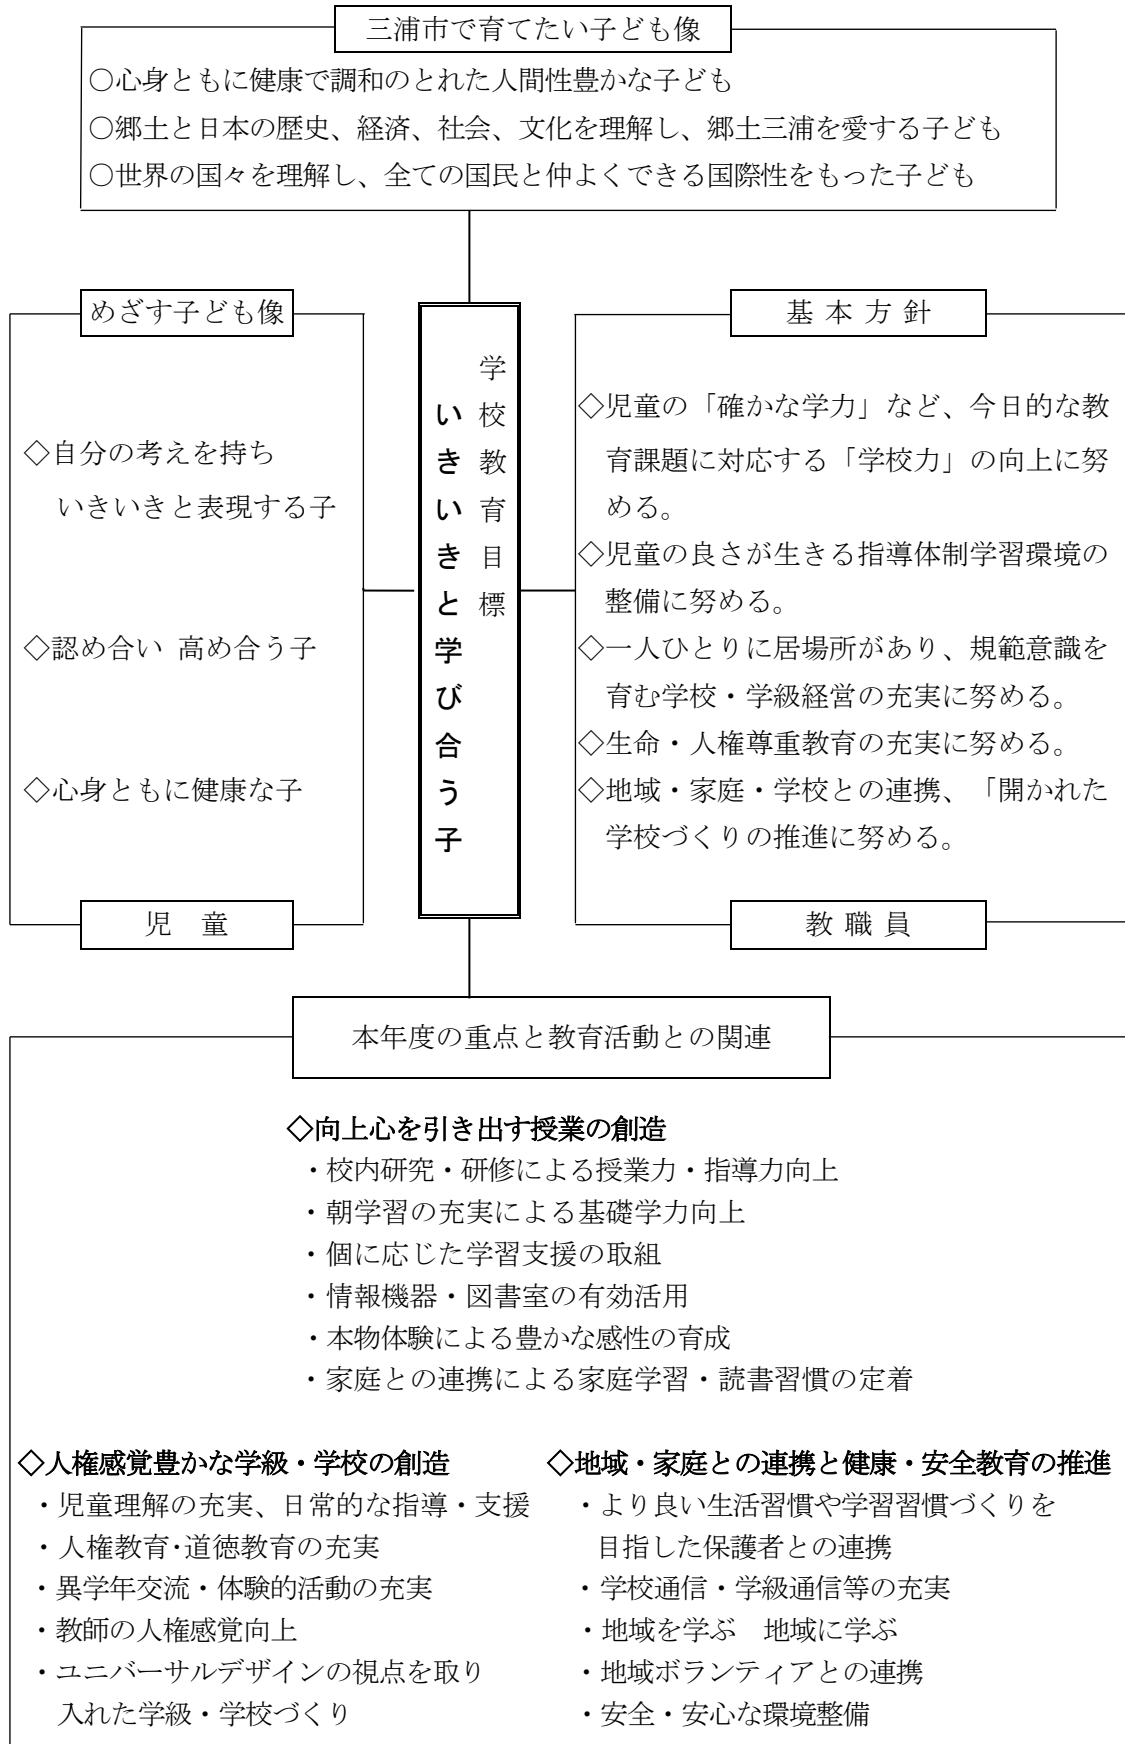 三浦市で育てたい子ども像
○心身ともに健康で調和のとれた人間性豊かな子ども
○郷土と日本の歴史、経済、社会、文化を理解し、郷土三浦を愛する子ども
○世界の国々を理解し、全ての国民と仲よくできる国際性をもった子ども
めざす子ども像
◇自分の考えを持ち
いきいきと表現する子
◇認め合い 高め合う子
◇心身ともに健康な子
児 童
学校教育目標
いきいきと学び合う子
基 本 方 針
◇児童の「確かな学力」など、今日的な教
育課題に対応する「学校力」の向上に努
める。
◇児童の良さが生きる指導体制学習環境の
整備に努める。
◇一人ひとりに居場所があり、規範意識を
育む学校・学級経営の充実に努める。
◇生命・人権尊重教育の充実に努める。
◇地域・家庭・学校との連携、「開かれた
学校づくりの推進に努める。
教 職 員
本年度の重点と教育活動との関連
◇向上心を引き出す授業の創造
・校内研究・研修による授業力・指導力向上
・朝学習の充実による基礎学力向上
・個に応じた学習支援の取組
・情報機器・図書室の有効活用
・本物体験による豊かな感性の育成
・家庭との連携による家庭学習・読書習慣の定着
◇人権感覚豊かな学級・学校の創造
・児童理解の充実、日常的な指導・支援
・人権教育・道徳教育の充実
・異学年交流・体験的活動の充実
・教師の人権感覚向上
・ユニバーサルデザインの視点を取り
入れた学級・学校づくり
◇地域・家庭との連携と健康・安全教育の推進
・より良い生活習慣や学習習慣づくりを
目指した保護者との連携
・学校通信・学級通信等の充実
・地域を学ぶ　地域に学ぶ
・地域ボランティアとの連携
・安全・安心な環境整備